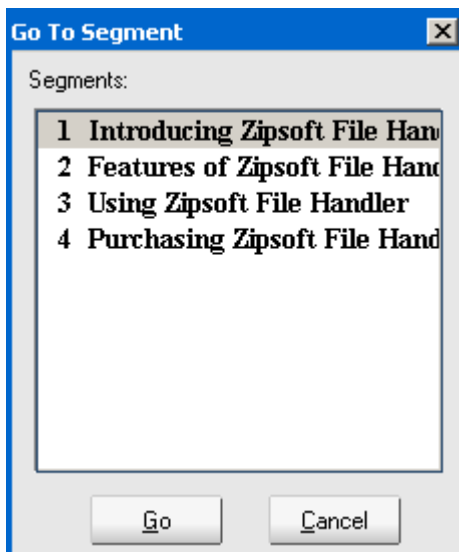 Go To Segment
Segments:
1 Introducing Zipsoft File Han
2 Features of Zipsoft File Hand
3 Using Zipsoft File Handler
4 Purchasing Zipsoft File Hand
Go Cancel